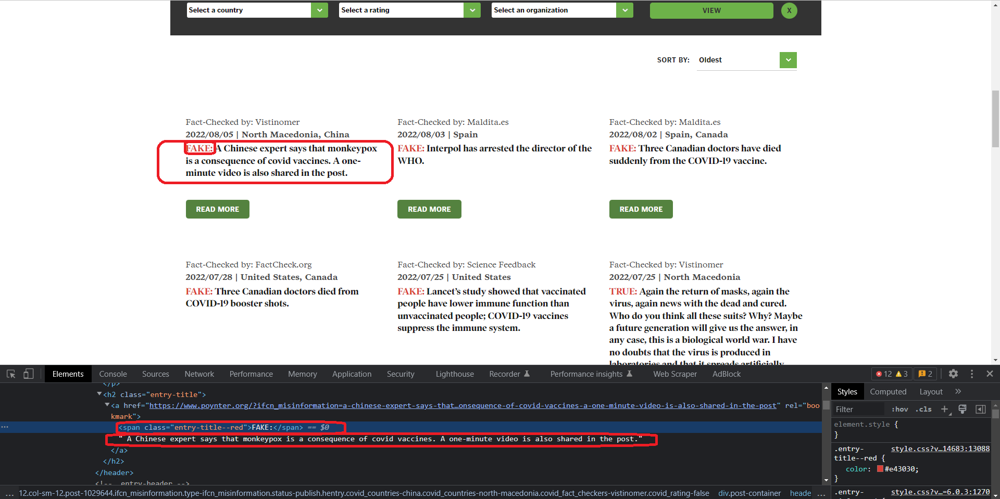 Select a country
Select a rating
Select an organization
VIEW
X
SORT BY: Oldest
Fact-Checked by: Vistinomer
2022/08/05 | North Macedonia, China
FAKE: A Chinese expert says that monkeypox
is a consequence of covid vaccines. A one-
minute video is also shared in the post.
READ MORE
Fact-Checked by: Maldita.es
2022/08/03 | Spain
FAKE: Interpol has arrested the director of the
WHO.
READ MORE
Fact-Checked by: Maldita.es
2022/08/02 | Spain, Canada
FAKE: Three Canadian doctors have died
suddenly from the COVID-19 vaccine.
READ MORE
Fact-Checked by: FactCheck.org
2022/07/28 | United States, Canada
FAKE: Three Canadian doctors died from
COVID-19 booster shots.
Fact-Checked by: Science Feedback
2022/07/25 | United States
FAKE: Lancet’s study showed that vaccinated
people have lower immune function than
unvaccinated people; COVID-19 vaccines
suppress the immune system.
Fact-Checked by: Vistinomer
2022/07/25 | North Macedonia
TRUE: Again the return of masks, again the
virus, again news with the dead and cured.
Who do you think all these suits? Why? Maybe
a future generation will give us the answer, in
any case, this is a biological world war. I have
no doubts that the virus is produced in
laboratories and that it spreads artificially
Elements Console Sources Network Performance Memory Application Security Lighthouse Recorder Performance insights Web Scraper AdBlock 12 3 2
</p>
<h2 class="entry-title">
<a href="https://www.poynter.org/?ifcn_misinformation=a-chinese-expert-says-that…onsequence-of-covid-vaccines-a-one-minute-video-is-also-shared-in-the-post" rel="boo
kmark">
<span class="entry-title--red">FAKE:</span> == $0
" A Chinese expert says that monkeypox is a consequence of covid vaccines. A one-minute video is also shared in the post."
</a>
</h2>
</header>
<!-- .entry-header -->
... 12.col-sm-12.post-1029644.ifcn_misinformation.type-ifcn_misinformation.status-publish.hentry.covid_countries-china.covid_countries-north-macedonia.covid_fact_checkers-vistinomer.covid_rating-false div.post-container heade ...
Styles Computed Layout »
Filter :hov .cls +
element.style {
}
.entry- style.css?v…14683:13088
title--red {
color: #e43030;
}
.entry- style.css?v…=6.0.3:1270